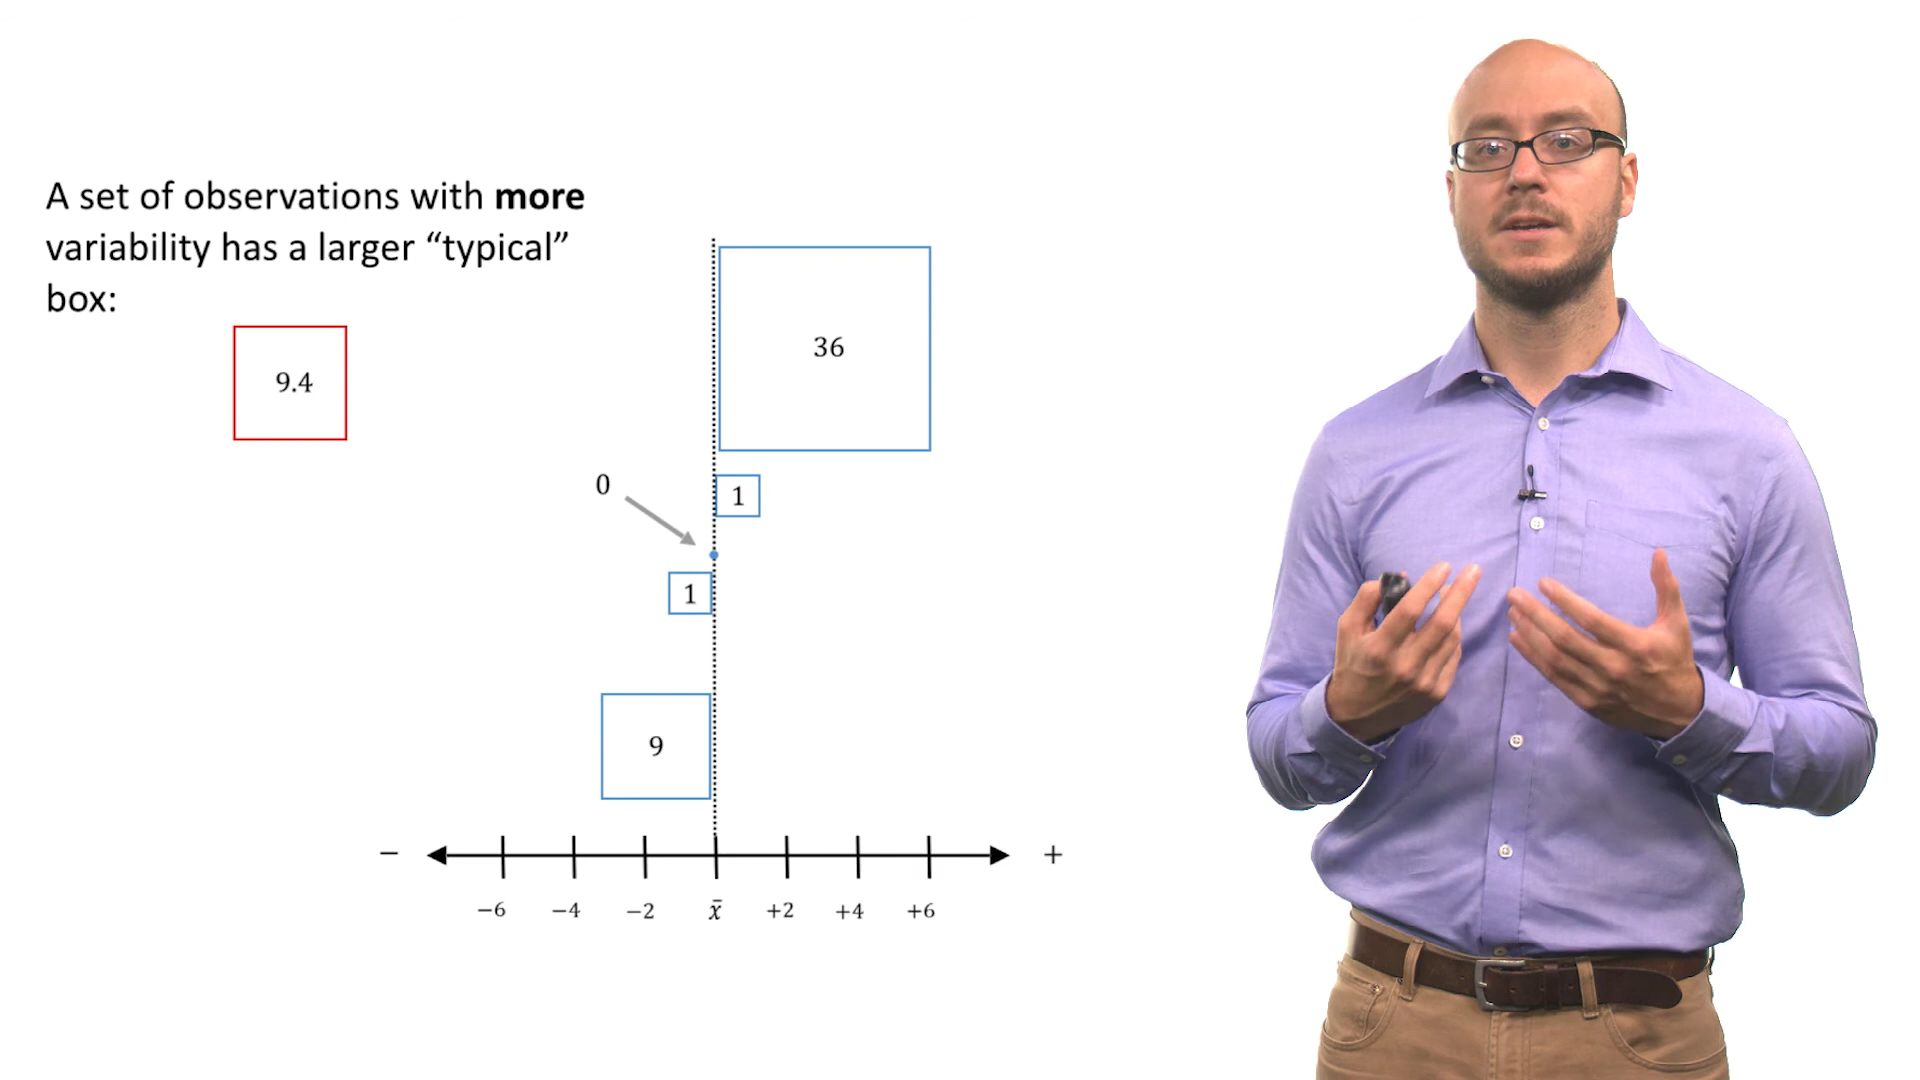 A set of observations with more
variability has a larger “typical”
box:
9.4
36
0
1
1
9
− +
−6 −4 −2 x̄ +2 +4 +6